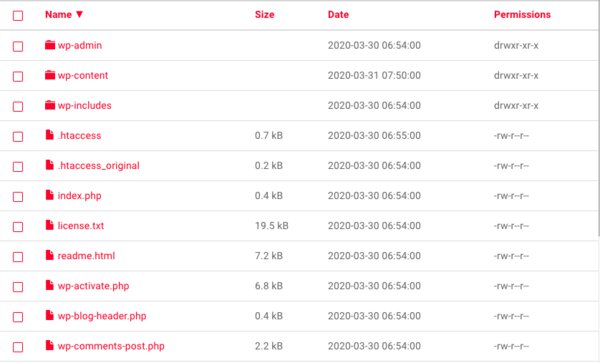 Name ▼ Size Date Permissions
wp-admin 2020-03-30 06:54:00 drwxr-xr-x
wp-content 2020-03-31 07:50:00 drwxr-xr-x
wp-includes 2020-03-30 06:54:00 drwxr-xr-x
.htaccess 0.7 kB 2020-03-30 06:55:00 -rw-r--r--
.htaccess_original 0.2 kB 2020-03-30 06:54:00 -rw-r--r--
index.php 0.4 kB 2020-03-30 06:54:00 -rw-r--r--
license.txt 19.5 kB 2020-03-30 06:54:00 -rw-r--r--
readme.html 7.2 kB 2020-03-30 06:54:00 -rw-r--r--
wp-activate.php 6.8 kB 2020-03-30 06:54:00 -rw-r--r--
wp-blog-header.php 0.4 kB 2020-03-30 06:54:00 -rw-r--r--
wp-comments-post.php 2.2 kB 2020-03-30 06:54:00 -rw-r--r--